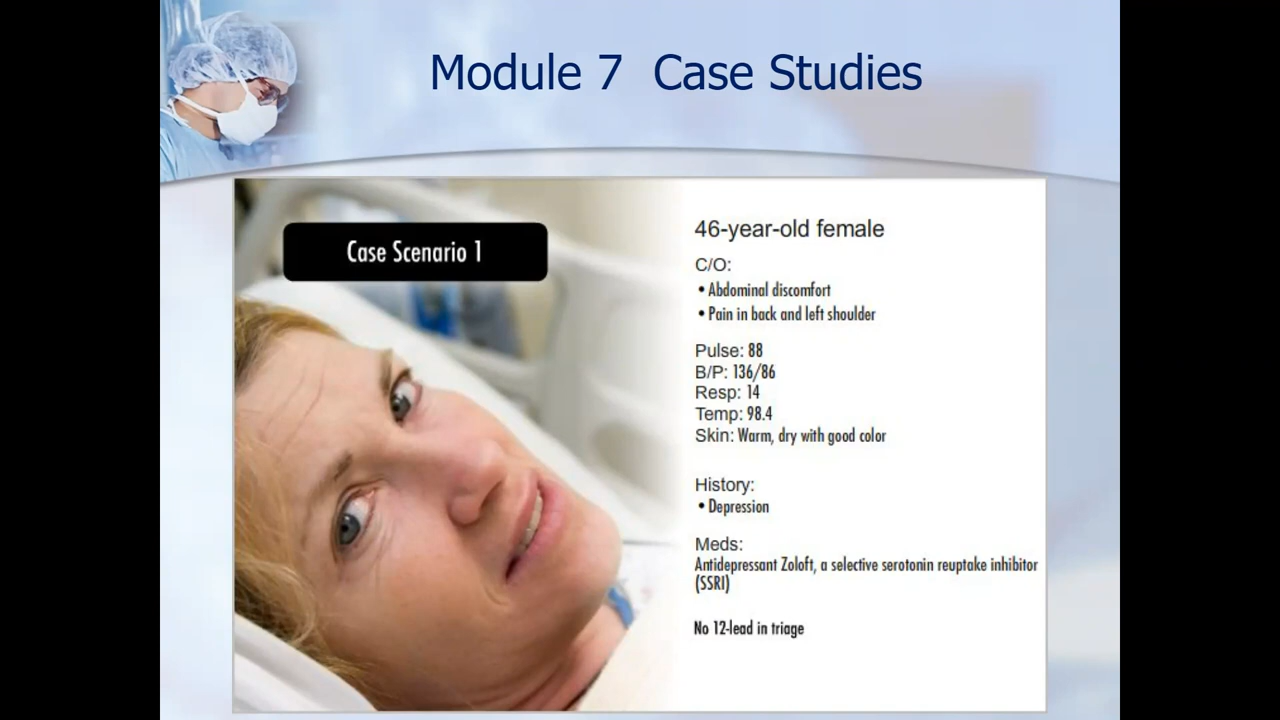 Module 7 Case Studies
Case Scenario 1
46-year-old female
C/O:
• Abdominal discomfort
• Pain in back and left shoulder
Pulse: 88
B/P: 136/86
Resp: 14
Temp: 98.4
Skin: Warm, dry with good color
History:
• Depression
Meds:
Antidepressant Zoloft, a selective serotonin reuptake inhibitor
(SSRI)
No 12-lead in triage